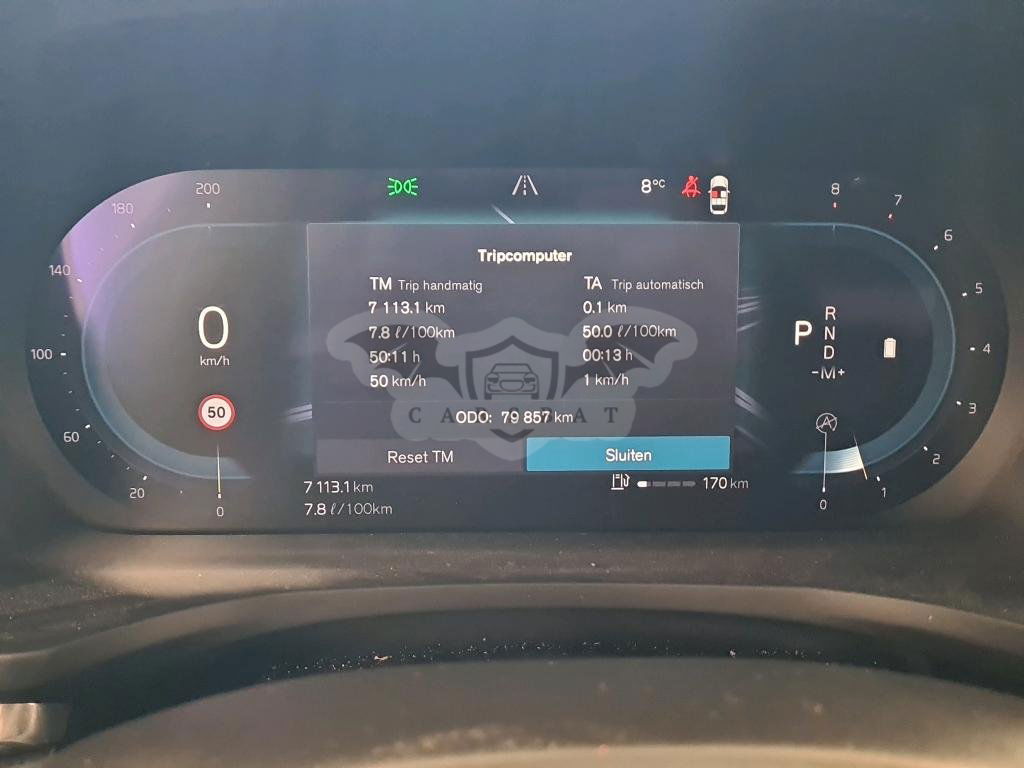 200
180
140
100
60
20
0
8°C
8
7
6
5
4
3
2
1
0
0
km/h
50
Tripcomputer
TM Trip handmatig
TA Trip automatisch
7 113.1 km
0.1 km
7.8 ℓ/100km
50.0 ℓ/100km
50:11 h
00:13 h
50 km/h
1 km/h
ODO: 79 857 km
Reset TM
Sluiten
7 113.1 km
7.8 ℓ/100km
170 km
P
R
N
D
-M+
A